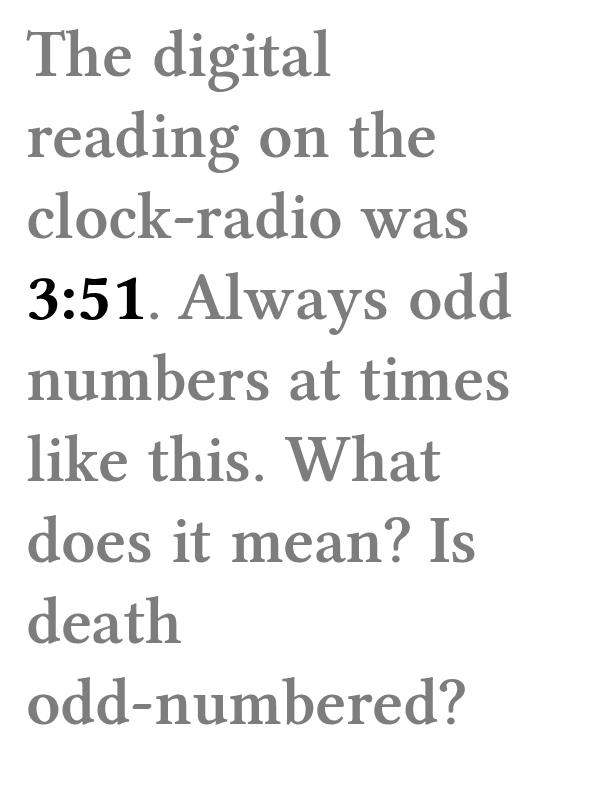 The digital
reading on the
clock-radio was
3:51. Always odd
numbers at times
like this. What
does it mean? Is
death
odd-numbered?